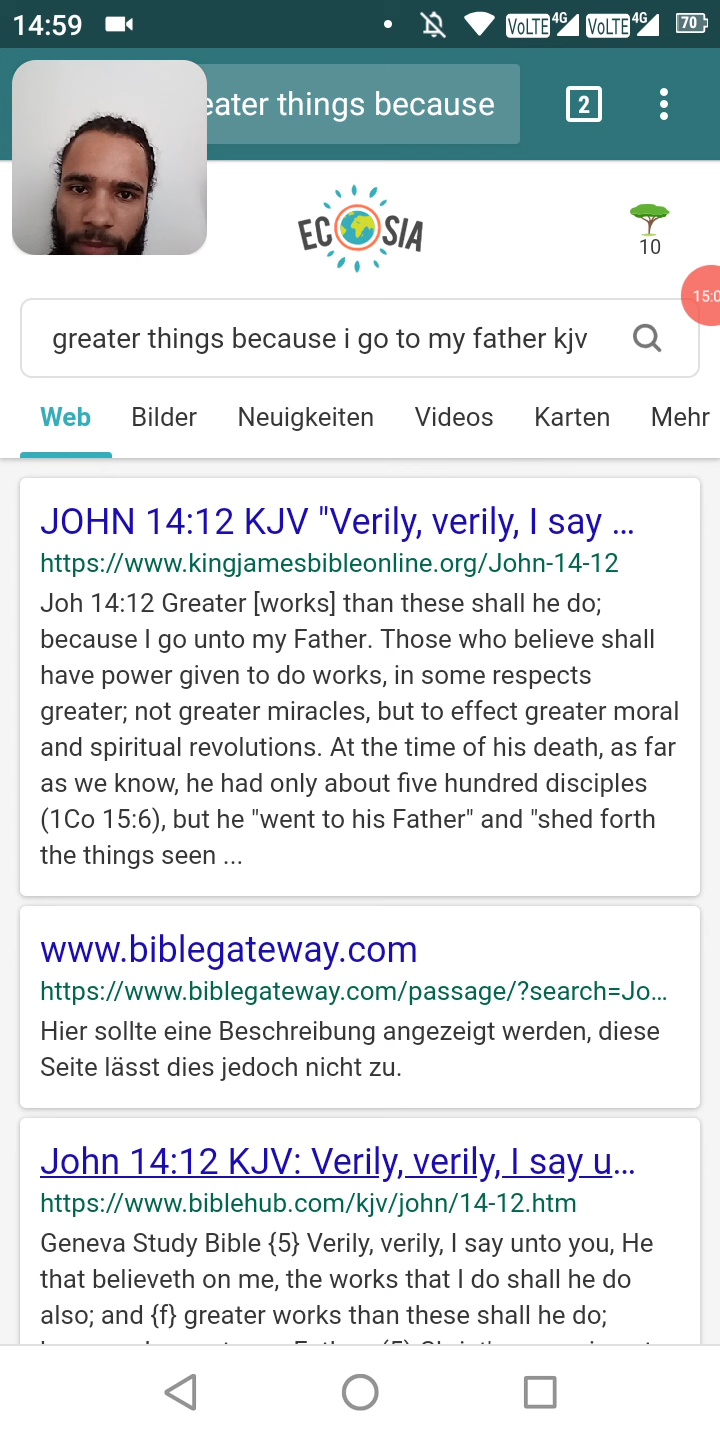 14:59
VoLTE 4G VoLTE 4G 70
eater things because
2
ECOSIA
10
15:0
greater things because i go to my father kjv
Web Bilder Neuigkeiten Videos Karten Mehr
JOHN 14:12 KJV "Verily, verily, I say ...
https://www.kingjamesbibleonline.org/John-14-12
Joh 14:12 Greater [works] than these shall he do;
because I go unto my Father. Those who believe shall
have power given to do works, in some respects
greater; not greater miracles, but to effect greater moral
and spiritual revolutions. At the time of his death, as far
as we know, he had only about five hundred disciples
(1Co 15:6), but he "went to his Father" and "shed forth
the things seen ...
www.biblegateway.com
https://www.biblegateway.com/passage/?search=Jo...
Hier sollte eine Beschreibung angezeigt werden, diese
Seite lässt dies jedoch nicht zu.
John 14:12 KJV: Verily, verily, I say u...
https://www.biblehub.com/kjv/john/14-12.htm
Geneva Study Bible {5} Verily, verily, I say unto you, He
that believeth on me, the works that I do shall he do
also; and {f} greater works than these shall he do;